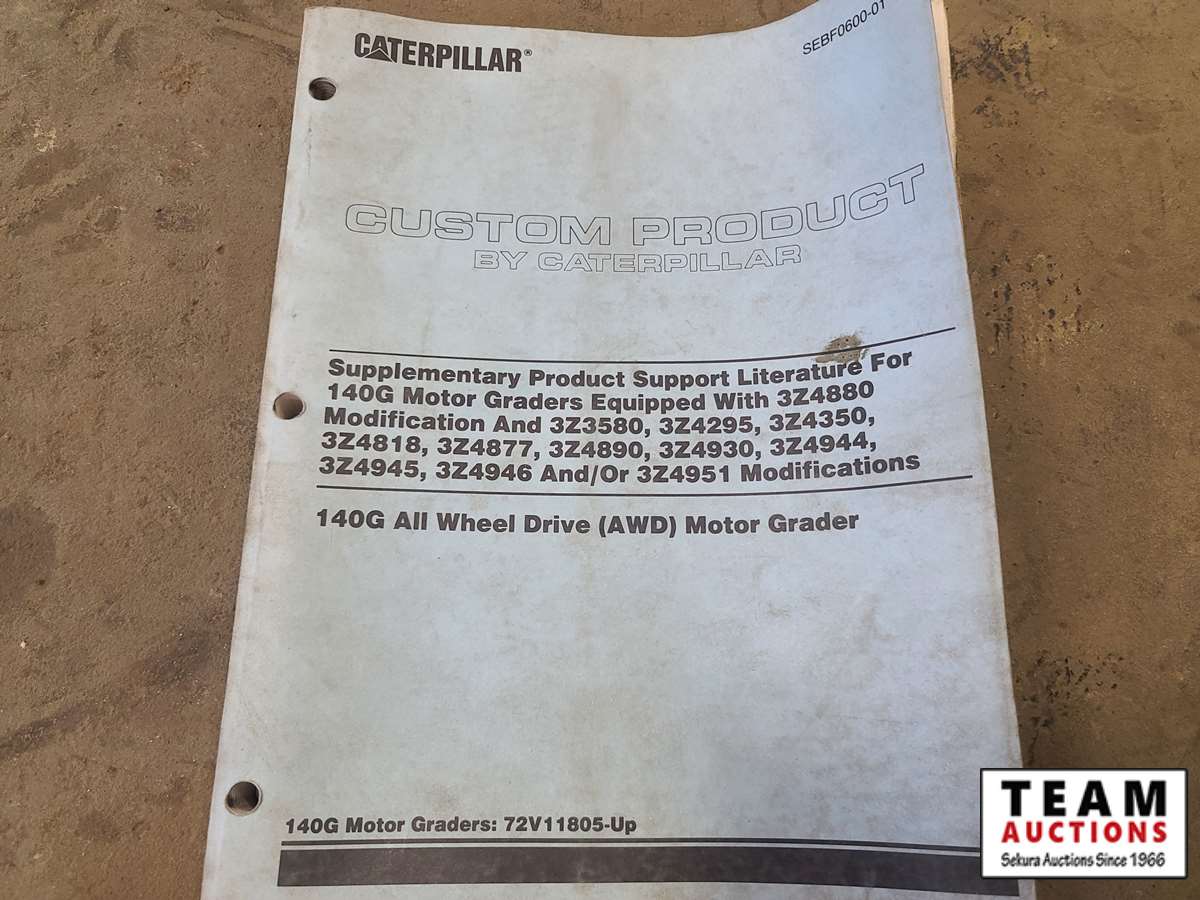 CATERPILLAR®
SEBF0600-01
CUSTOM PRODUCT
BY CATERPILLAR
Supplementary Product Support Literature For
140G Motor Graders Equipped With 3Z4880
Modification And 3Z3580, 3Z4295, 3Z4350,
3Z4818, 3Z4877, 3Z4890, 3Z4930, 3Z4944,
3Z4945, 3Z4946 And/Or 3Z4951 Modifications
140G All Wheel Drive (AWD) Motor Grader
140G Motor Graders: 72V11805-Up
TEAM
AUCTIONS
Sekura Auctions Since 1966